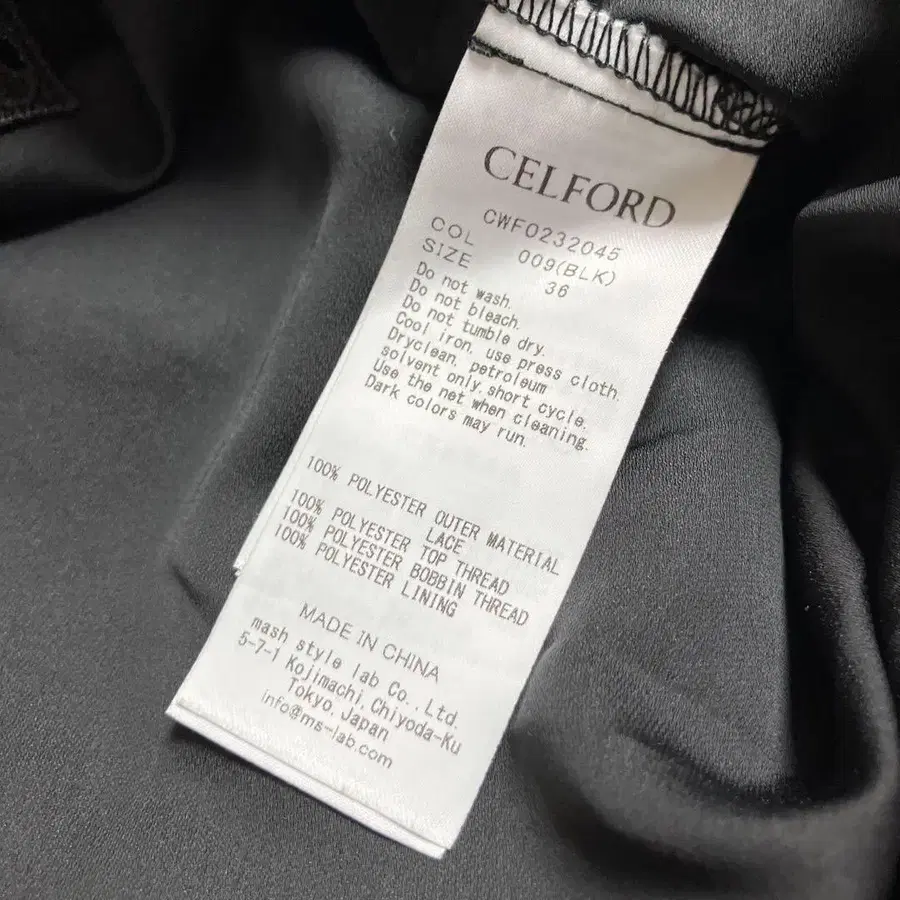 CELFORD
CWF0232045
COL 009(BLK)
SIZE 36
Do not wash.
Do not bleach.
Do not tumble dry.
Cool iron, use press cloth.
Dryclean, petroleum
solvent only, short cycle.
Use the net when cleaning.
Dark colors may run.
100% POLYESTER OUTER MATERIAL
LACE
100% POLYESTER TOP THREAD
100% POLYESTER BOBBIN THREAD
100% POLYESTER LINING
MADE IN CHINA
mash style lab Co., Ltd.
5-7-1 Kojimachi, Chiyoda-Ku
Tokyo, Japan
info@ms-lab.com